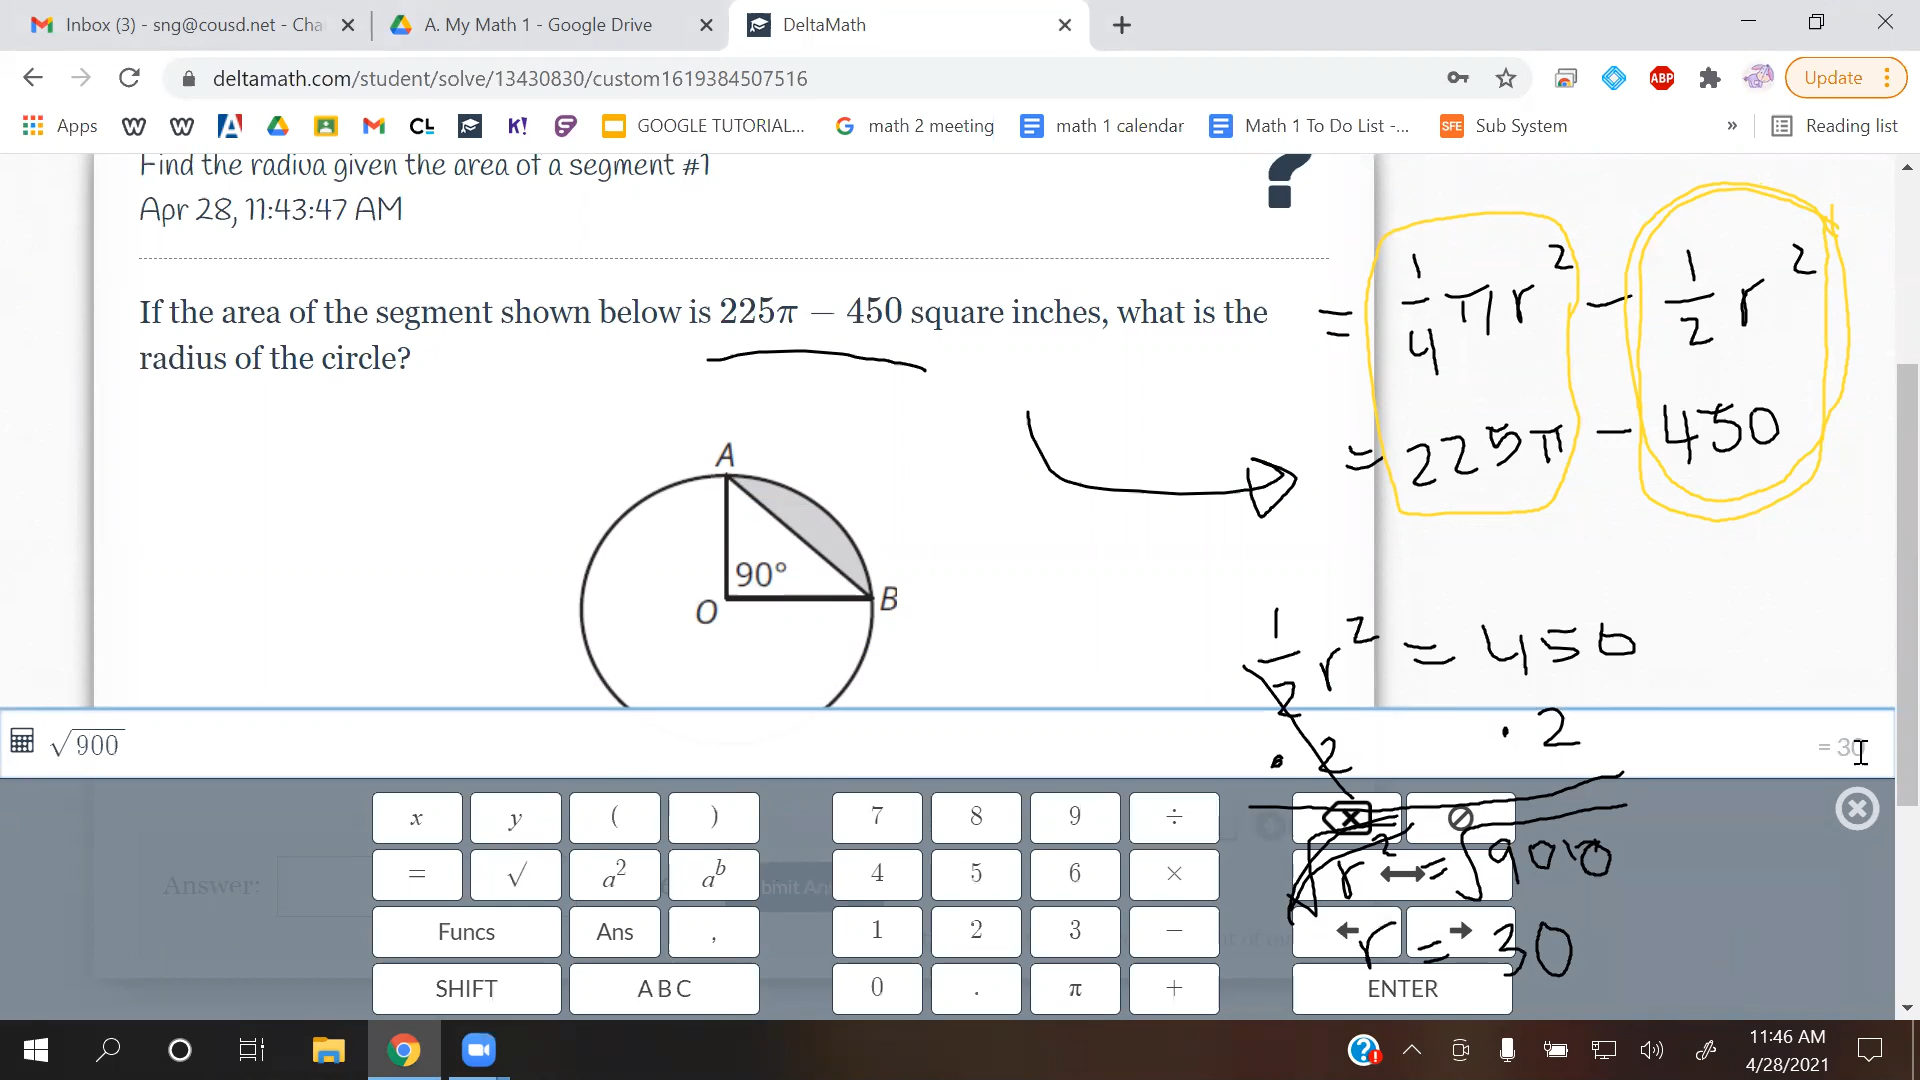 Inbox (3) - sng@cousd.net - Cha
A. My Math 1 - Google Drive
DeltaMath
deltamath.com/student/solve/13430830/custom1619384507516
ABP
Update
Apps
CL
K!
GOOGLE TUTORIAL...
math 2 meeting
math 1 calendar
Math 1 To Do List -...
SFE
Sub System
»
Reading list
Find the radiua given the area of a segment #1
Apr 28, 11:43:47 AM
?
If the area of the segment shown below is 225π − 450 square inches, what is the
radius of the circle?
A
90°
O
B
= 1/4 πr² − 1/2 r²
= 225π − 450
1/2 r² = 450
· 2 · 2
√r² = √900
r = 30
√900
= 30
Answer:
x y ( ) 7 8 9 ÷
= √ a² aᵇ 4 5 6 ×
Funcs Ans , 1 2 3 − ← →
SHIFT ABC 0 . π + ENTER
11:46 AM
4/28/2021